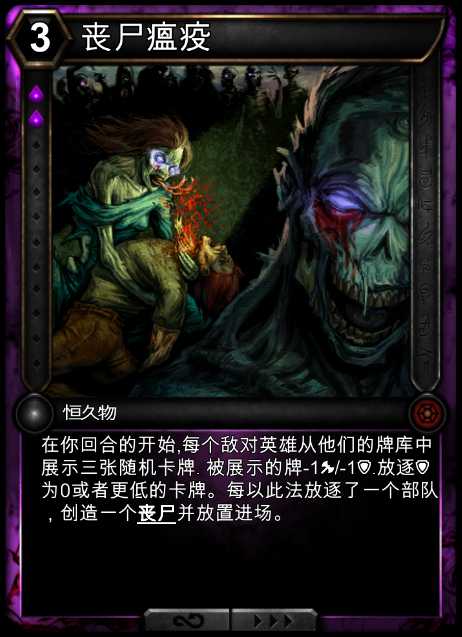 3
丧尸瘟疫
恒久物
在你回合的开始,每个敌对英雄从他们的牌库中
展示三张随机卡牌. 被展示的牌-1/-1.放逐
为0或者更低的卡牌。每以此法放逐了一个部队
，创造一个丧尸并放置进场。